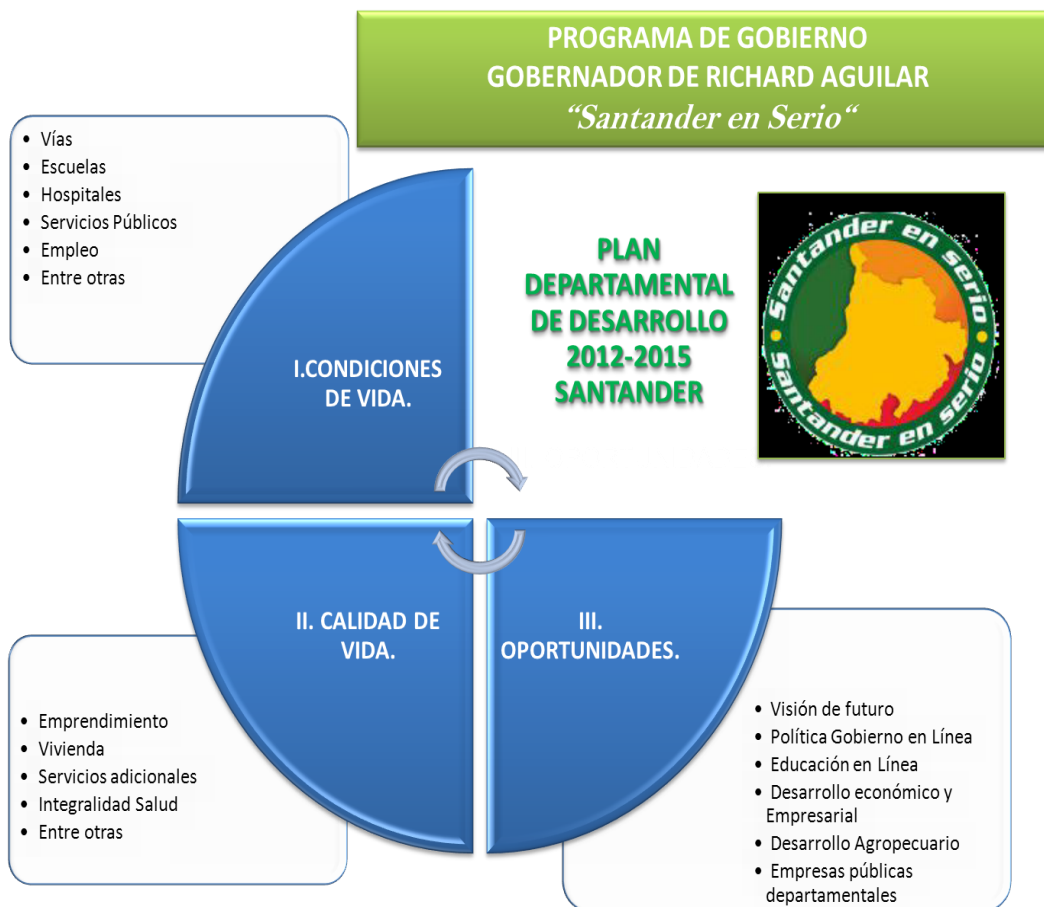 PROGRAMA DE GOBIERNO
GOBERNADOR DE RICHARD AGUILAR
“Santander en Serio“
• Vías
• Escuelas
• Hospitales
• Servicios Públicos
• Empleo
• Entre otras
I.CONDICIONES
DE VIDA.
PLAN
DEPARTAMENTAL
DE DESARROLLO
2012-2015
SANTANDER
Santander en serio
Santander en serio
II. CALIDAD DE
VIDA.
III.
OPORTUNIDADES.
• Emprendimiento
• Vivienda
• Servicios adicionales
• Integralidad Salud
• Entre otras
• Visión de futuro
• Política Gobierno en Línea
• Educación en Línea
• Desarrollo económico y
Empresarial
• Desarrollo Agropecuario
• Empresas públicas
departamentales